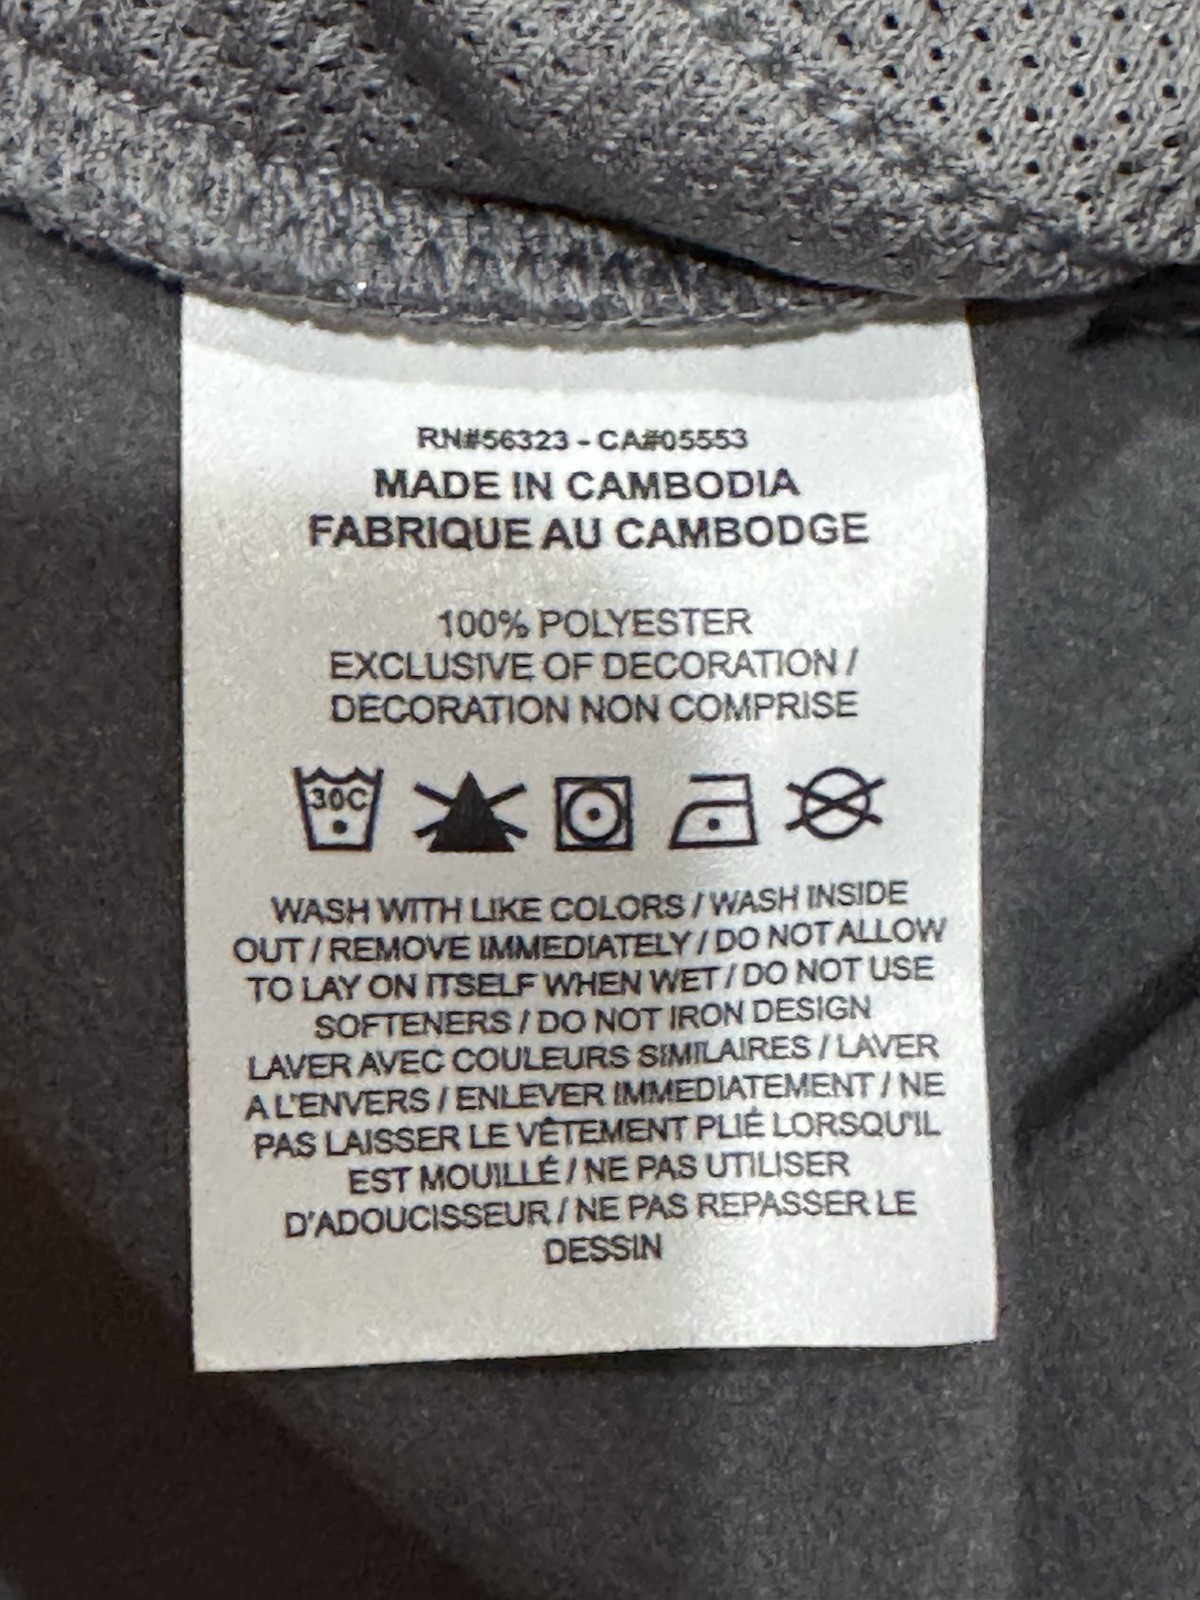 RN#56323 - CA#05553
MADE IN CAMBODIA
FABRIQUE AU CAMBODGE
100% POLYESTER
EXCLUSIVE OF DECORATION /
DECORATION NON COMPRISE
30C
WASH WITH LIKE COLORS / WASH INSIDE
OUT / REMOVE IMMEDIATELY / DO NOT ALLOW
TO LAY ON ITSELF WHEN WET / DO NOT USE
SOFTENERS / DO NOT IRON DESIGN
LAVER AVEC COULEURS SIMILAIRES / LAVER
A L'ENVERS / ENLEVER IMMEDIATEMENT / NE
PAS LAISSER LE VÊTEMENT PLIÉ LORSQU'IL
EST MOUILLÉ / NE PAS UTILISER
D'ADOUCISSEUR / NE PAS REPASSER LE
DESSIN